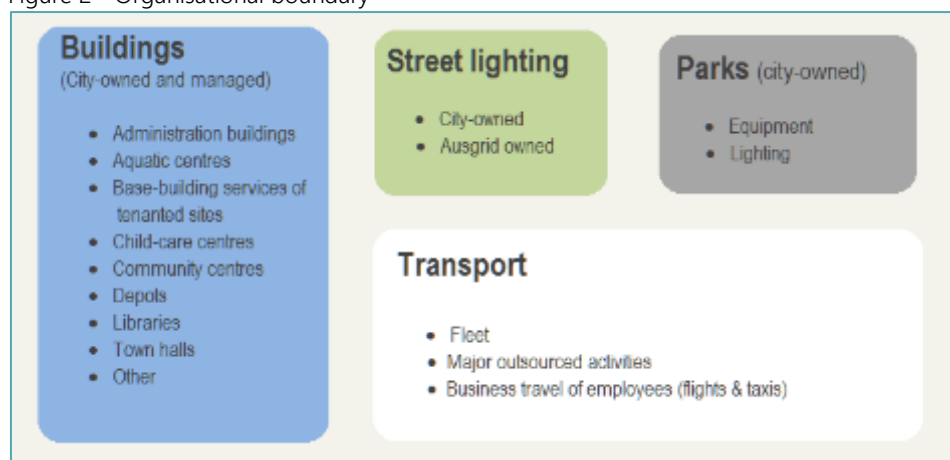 Figure 2 – Organisational boundary
Buildings
(City-owned and managed)
• Administration buildings
• Aquatic centres
• Base-building services of
tenanted sites
• Child-care centres
• Community centres
• Depots
• Libraries
• Town halls
• Other
Street lighting
• City-owned
• Ausgrid owned
Parks (city-owned)
• Equipment
• Lighting
Transport
• Fleet
• Major outsourced activities
• Business travel of employees (flights & taxis)